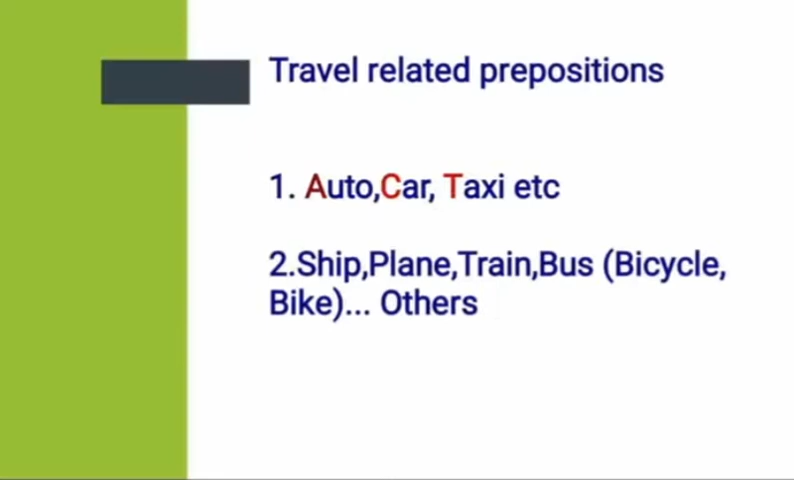 Travel related prepositions
1. Auto,Car, Taxi etc
2.Ship,Plane,Train,Bus (Bicycle,
Bike)... Others